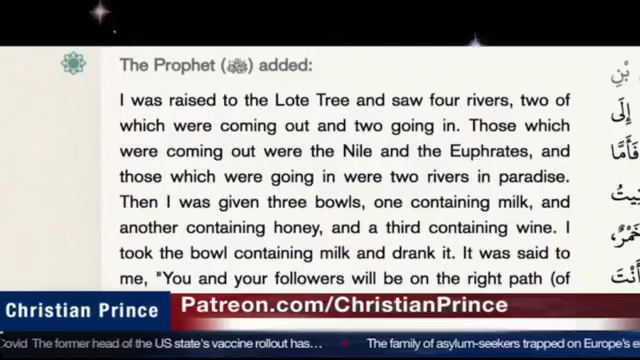 The Prophet (ﷺ) added:
I was raised to the Lote Tree and saw four rivers, two of
which were coming out and two going in. Those which
were coming out were the Nile and the Euphrates, and
those which were going in were two rivers in paradise.
Then I was given three bowls, one containing milk, and
another containing honey, and a third containing wine. I
took the bowl containing milk and drank it. It was said to
me, "You and your followers will be on the right path (of
بْنِ
إِلَى
فَأَمَّا
خَمْرٌ،
أَنْتَ
Christian Prince
Patreon.com/ChristianPrince
Covid The former head of the US state's vaccine rollout has…
The family of asylum-seekers trapped on Europe's e